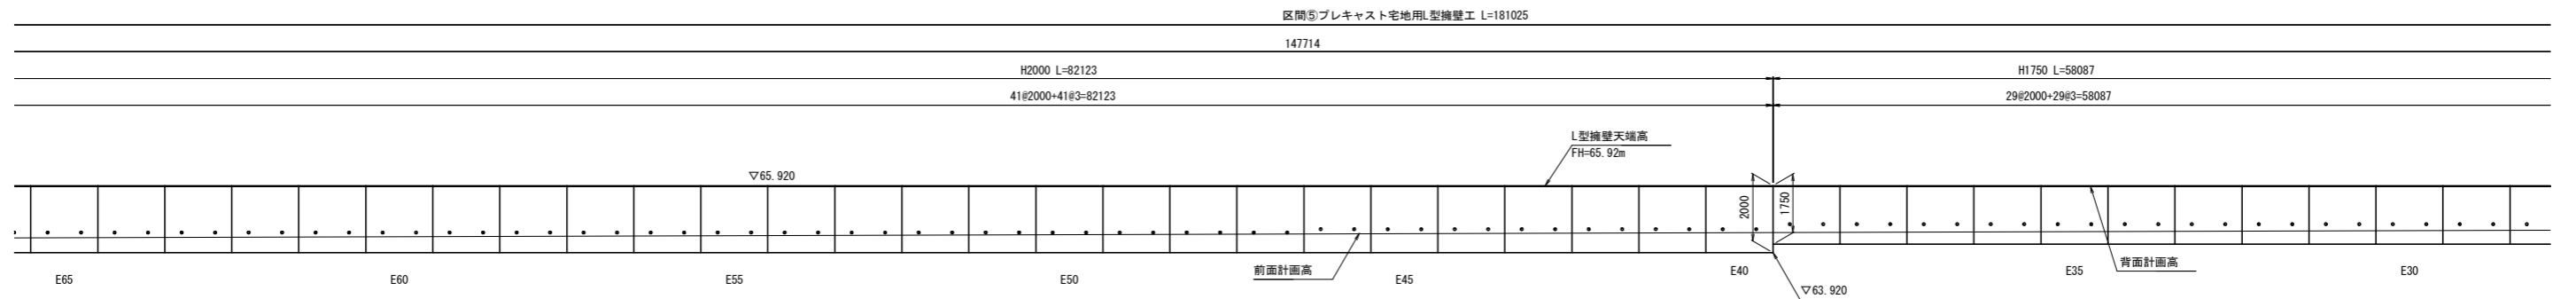 区間⑤プレキャスト宅地用L型擁壁工 L=181025
147714
H2000 L=82123
H1750 L=58087
41@2000+41@3=82123
29@2000+29@3=58087
L型擁壁天端高
FH=65.92m
▽65.920
2000
1750
前面計画高
背面計画高
E65
E60
E55
E50
E45
E40
E35
E30
▽63.920